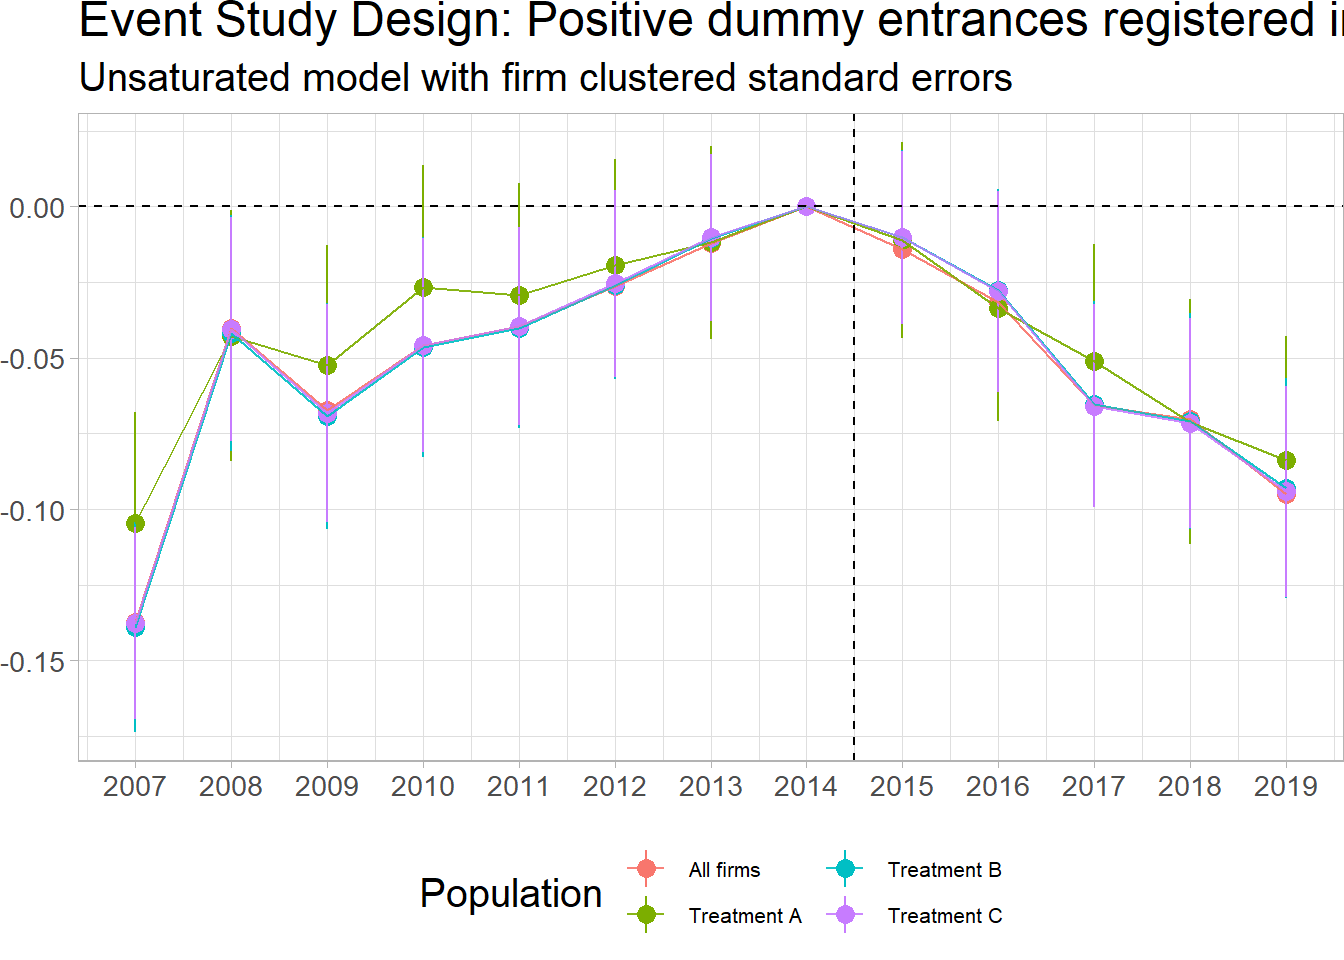 Event Study Design: Positive dummy entrances registered i
Unsaturated model with firm clustered standard errors
0.00
-0.05
-0.10
-0.15
2007 2008 2009 2010 2011 2012 2013 2014 2015 2016 2017 2018 2019
Population
All firms
Treatment A
Treatment B
Treatment C